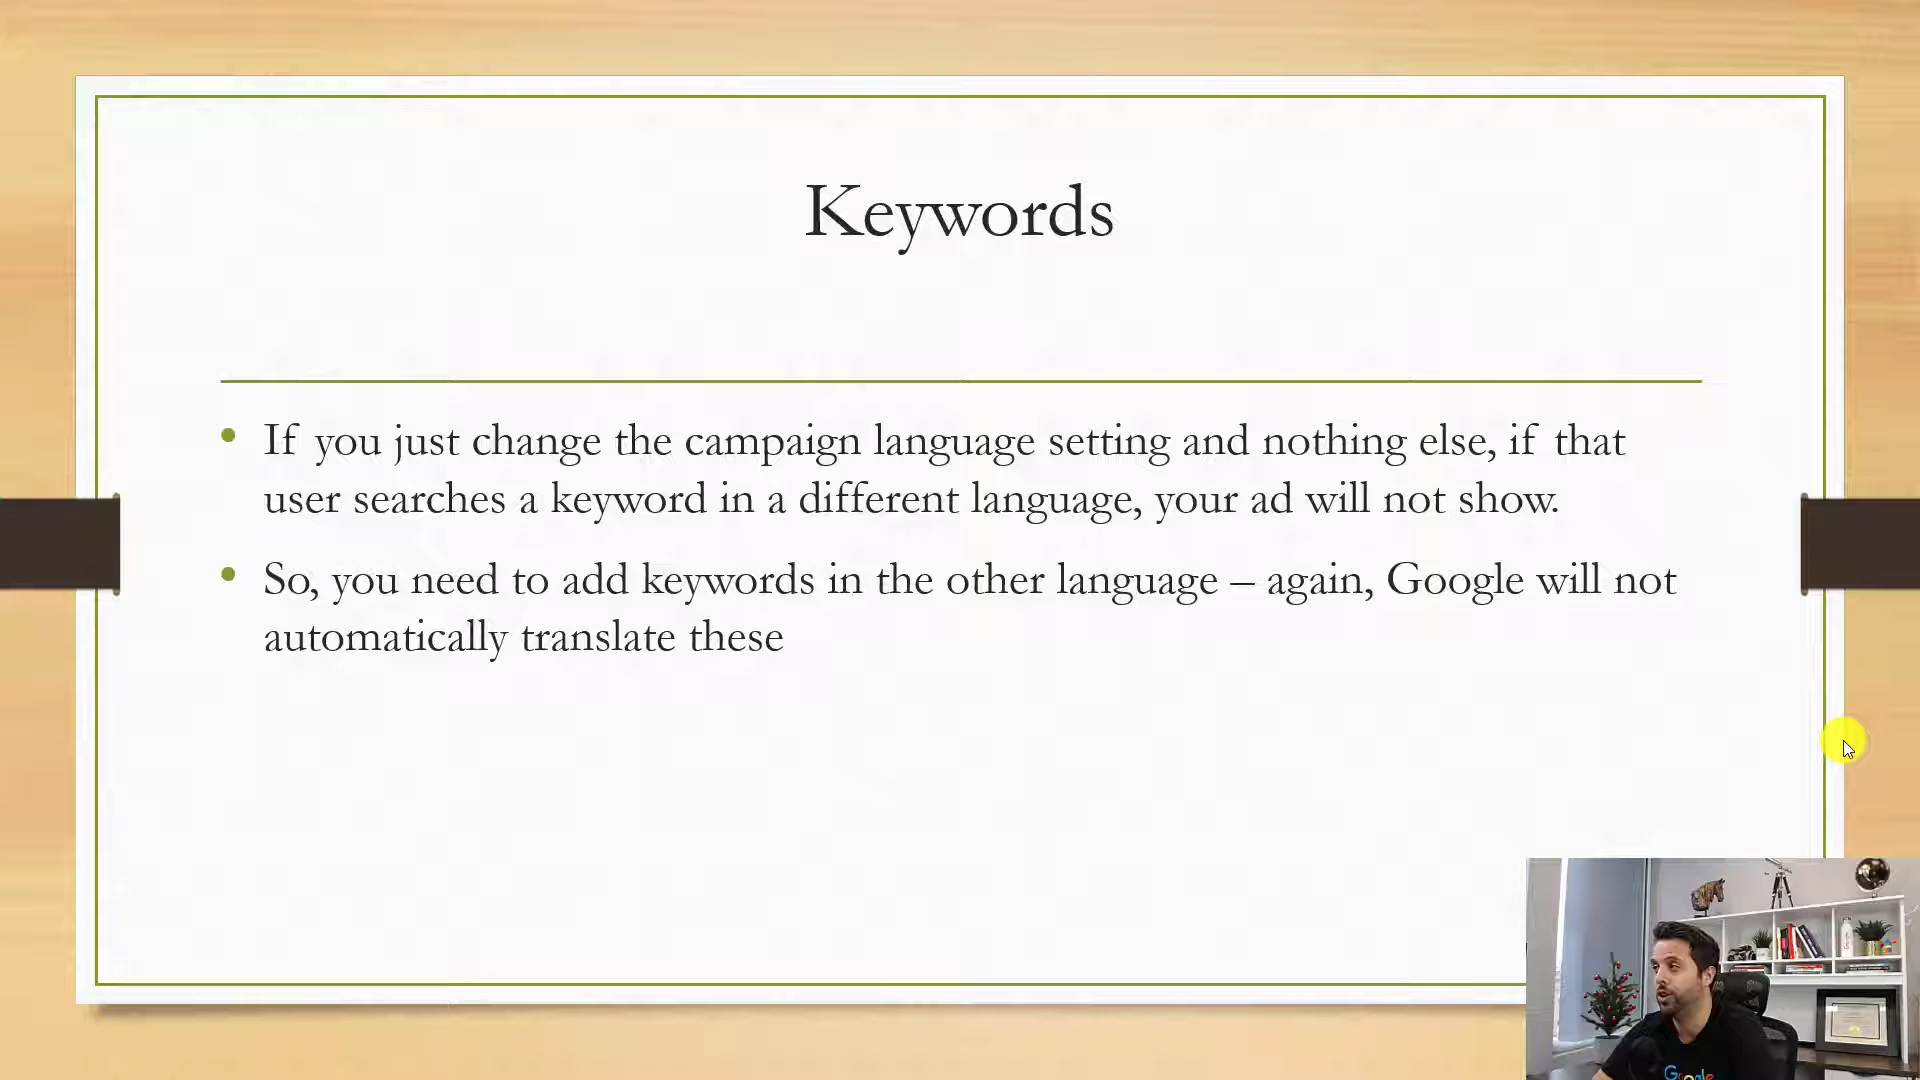 Keywords
• If you just change the campaign language setting and nothing else, if that
user searches a keyword in a different language, your ad will not show.
• So, you need to add keywords in the other language – again, Google will not
automatically translate these
Google